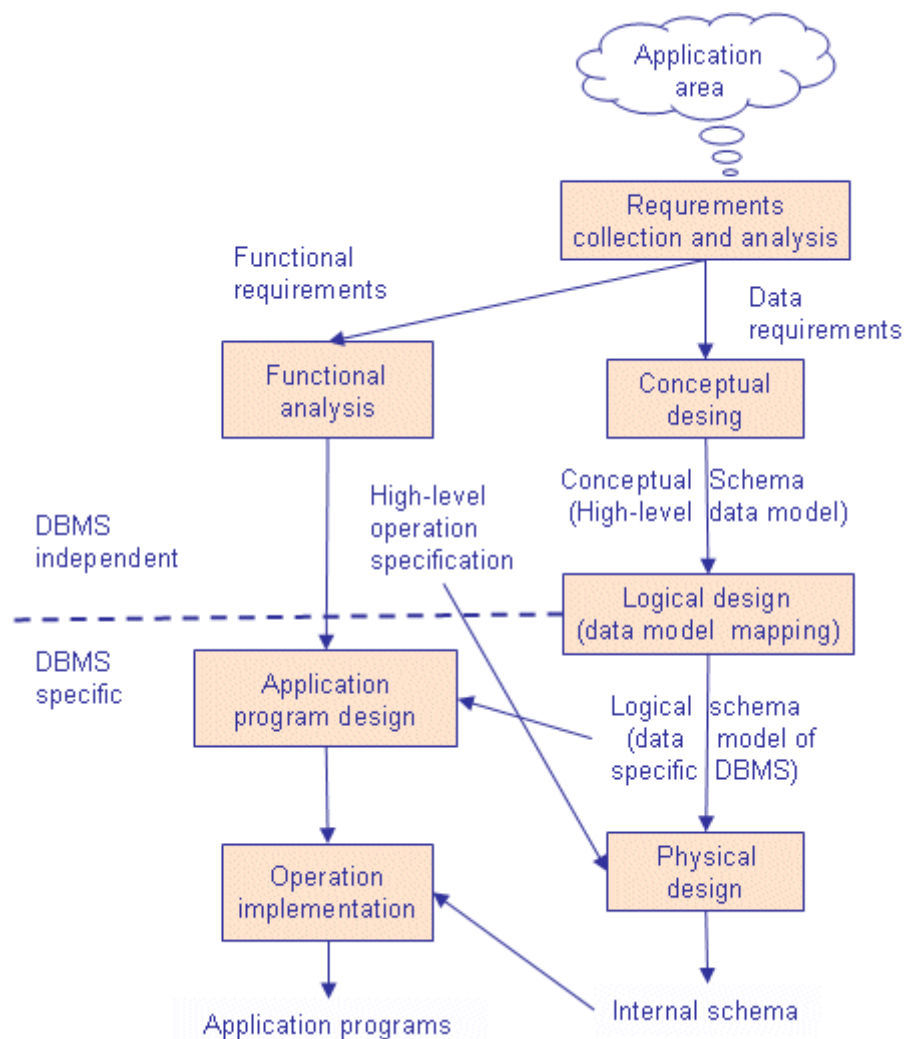 Application
area
Requrements
collection and analysis
Functional
requirements
Data
requirements
Functional
analysis
Conceptual
desing
High-level
operation
specification
Conceptual Schema
(High-level data model)
DBMS
independent
Logical design
(data model mapping)
DBMS
specific
Application
program design
Logical schema
(data model of
specific DBMS)
Operation
implementation
Physical
design
Application programs
Internal schema